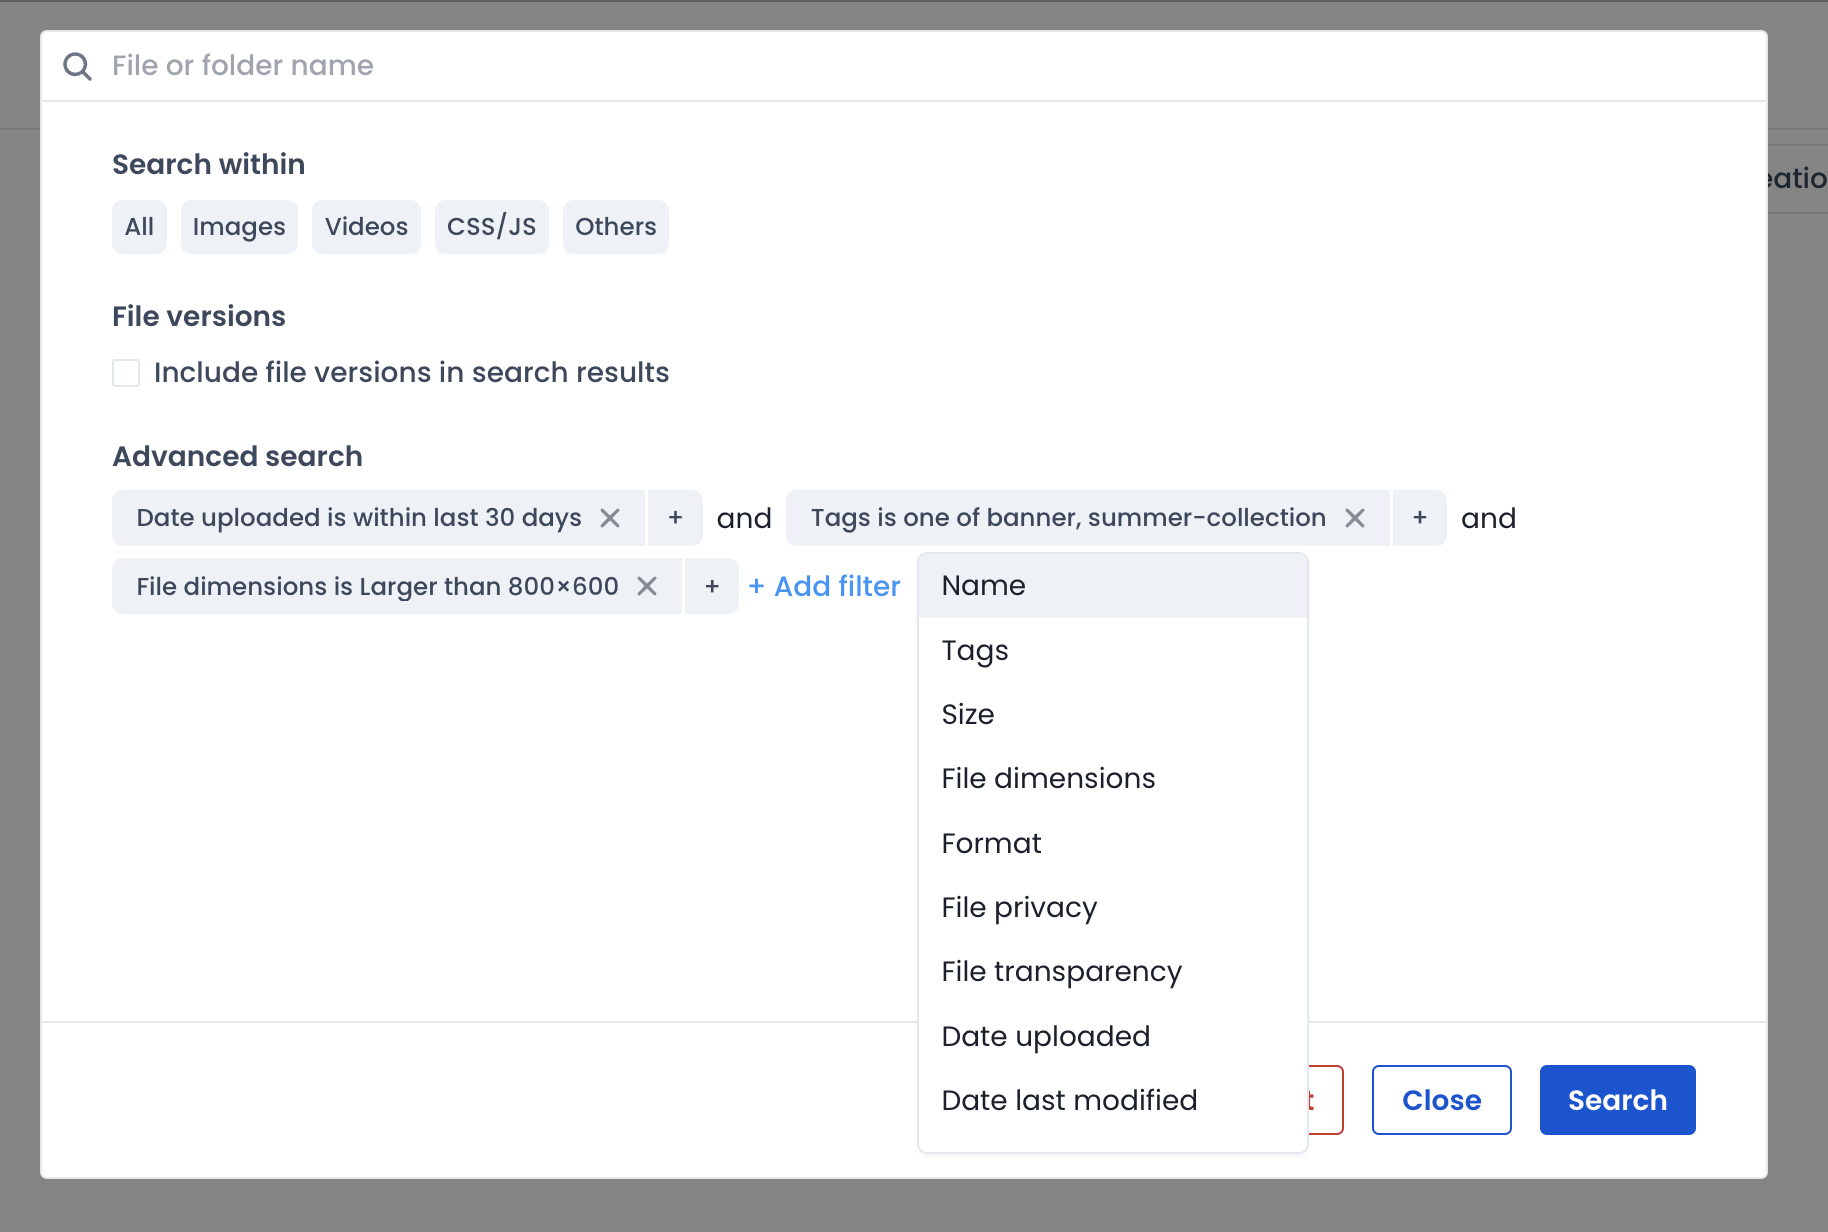 File or folder name
Search within
All Images Videos CSS/JS Others
File versions
Include file versions in search results
Advanced search
Date uploaded is within last 30 days + and Tags is one of banner, summer-collection + and
File dimensions is Larger than 800×600 + + Add filter
Name
Tags
Size
File dimensions
Format
File privacy
File transparency
Date uploaded
Date last modified
Close Search